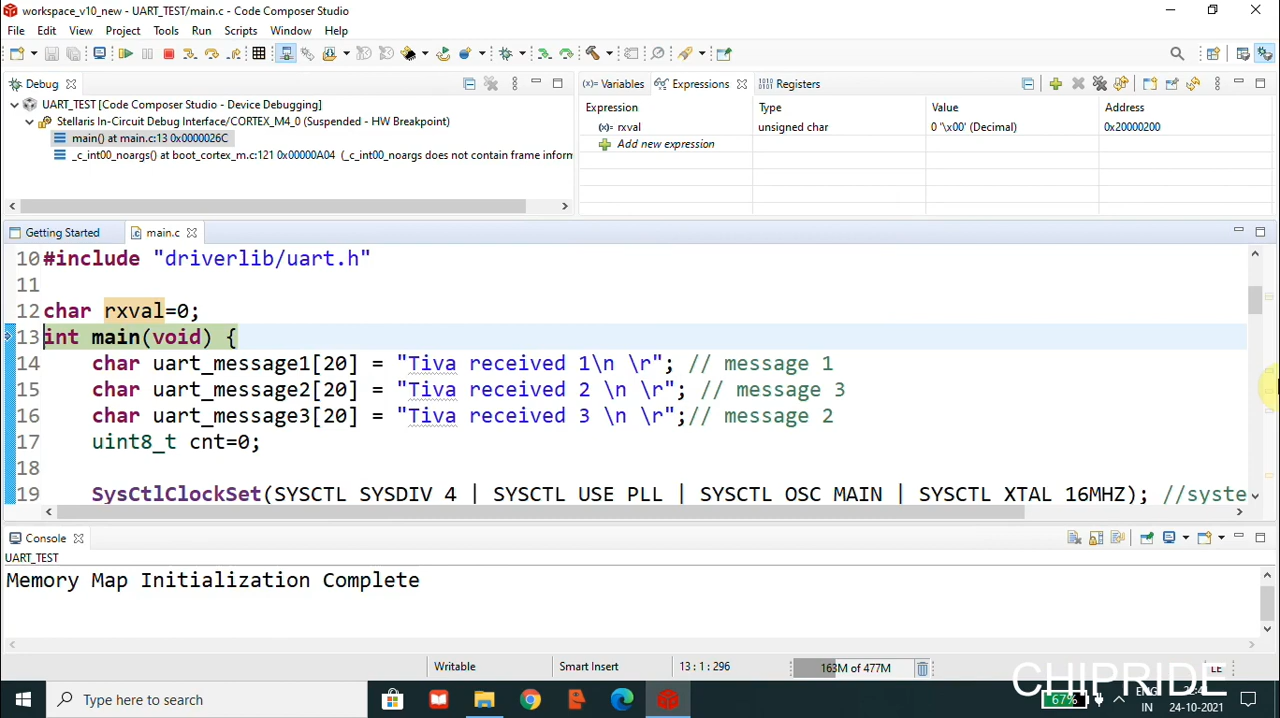 workspace_v10_new - UART_TEST/main.c - Code Composer Studio
File Edit View Project Tools Run Scripts Window Help
Debug
UART_TEST [Code Composer Studio - Device Debugging]
Stellaris In-Circuit Debug Interface/CORTEX_M4_0 (Suspended - HW Breakpoint)
main() at main.c:13 0x0000026C
_c_int00_noargs() at boot_cortex_m.c:121 0x00000A04 (_c_int00_noargs does not contain frame inform
(x)= Variables Expressions Registers
Expression Type Value Address
(x)= rxval unsigned char 0 '\x00' (Decimal) 0x20000200
Add new expression
Getting Started main.c
10 #include "driverlib/uart.h"
11
12 char rxval=0;
13 int main(void) {
14 char uart_message1[20] = "Tiva received 1\n \r"; // message 1
15 char uart_message2[20] = "Tiva received 2 \n \r"; // message 3
16 char uart_message3[20] = "Tiva received 3 \n \r";// message 2
17 uint8_t cnt=0;
18
19 SysCtlClockSet(SYSCTL_SYSDIV_4 | SYSCTL_USE_PLL | SYSCTL_OSC_MAIN | SYSCTL_XTAL_16MHZ); //syste
Console
UART_TEST
Memory Map Initialization Complete
Writable Smart Insert 13 : 1 : 296 163M of 477M LE
CHIPRIDE
Type here to search
67%
ENG
IN 24-10-2021